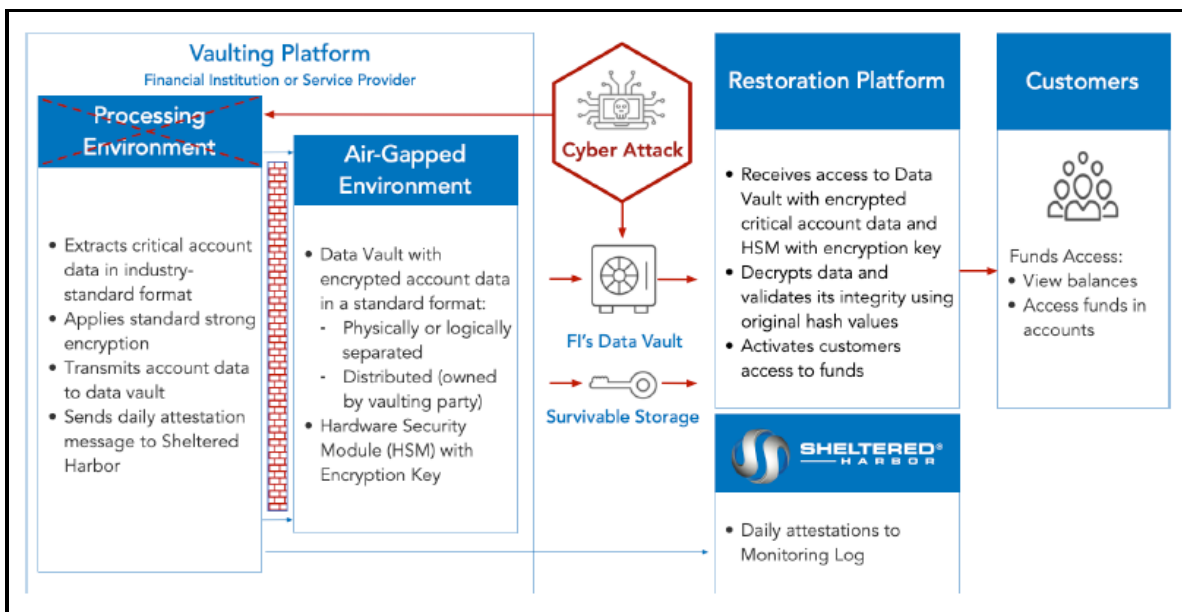 Vaulting Platform
Financial Institution or Service Provider
Processing
Environment
• Extracts critical account
data in industry-
standard format
• Applies standard strong
encryption
• Transmits account data
to data vault
• Sends daily attestation
message to Sheltered
Harbor
Air-Gapped
Environment
• Data Vault with
encrypted account data
in a standard format:
- Physically or logically
separated
- Distributed (owned
by vaulting party)
• Hardware Security
Module (HSM) with
Encryption Key
Cyber Attack
FI's Data Vault
Survivable Storage
Restoration Platform
• Receives access to Data
Vault with encrypted
critical account data and
HSM with encryption key
• Decrypts data and
validates its integrity using
original hash values
• Activates customers
access to funds
SHELTERED®
HARBOR
• Daily attestations to
Monitoring Log
Customers
Funds Access:
• View balances
• Access funds in
accounts